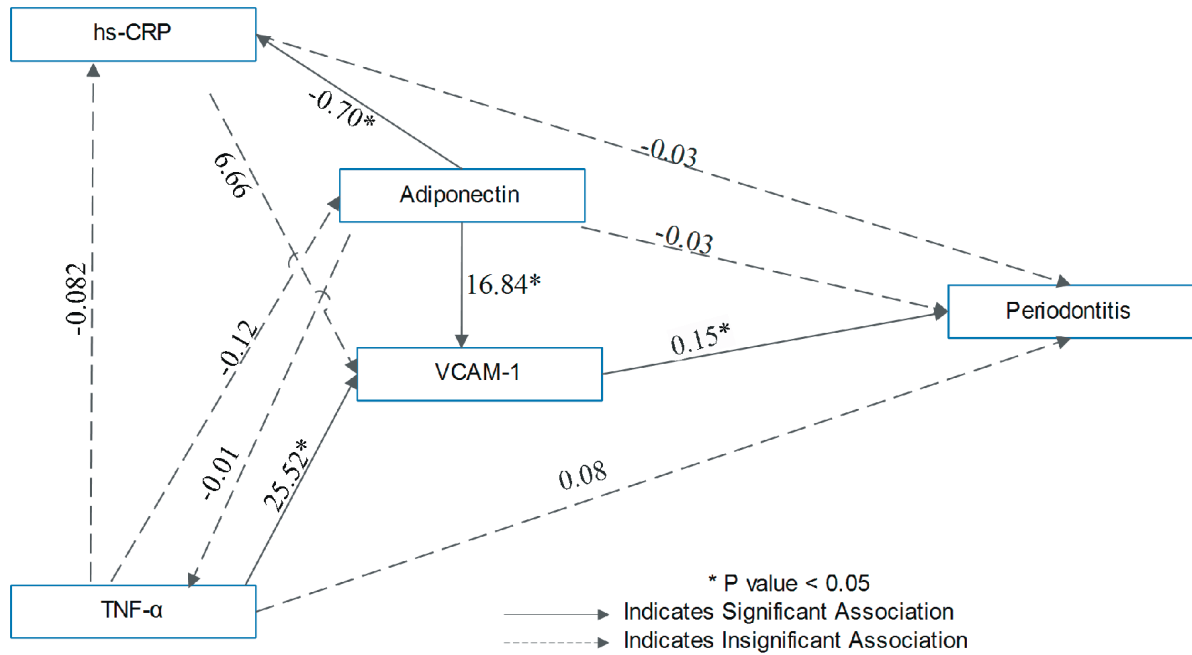 hs-CRP
-0.70*
-0.03
6.66
Adiponectin
-0.03
-0.082
16.84*
Periodontitis
-0.12
0.15*
VCAM-1
-0.01
25.52*
0.08
TNF-α
* P value < 0.05
Indicates Significant Association
Indicates Insignificant Association